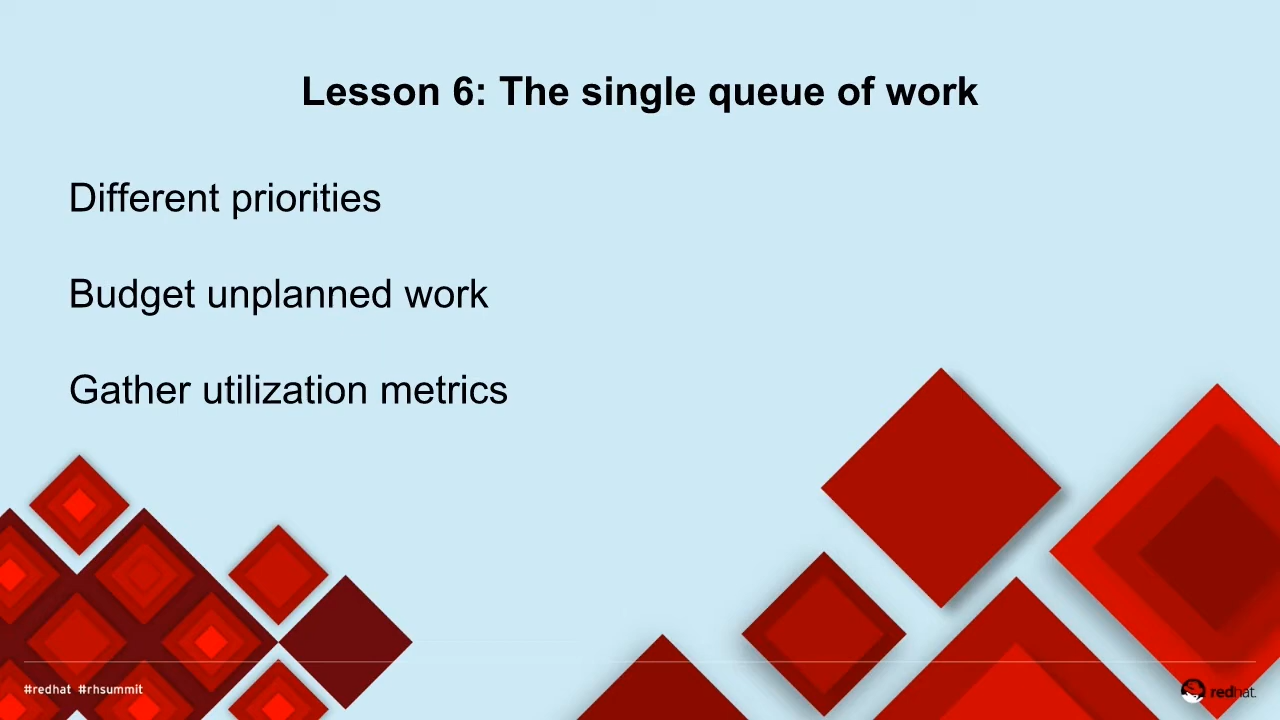 Lesson 6: The single queue of work
Different priorities
Budget unplanned work
Gather utilization metrics
#redhat #rhsummit
redhat.